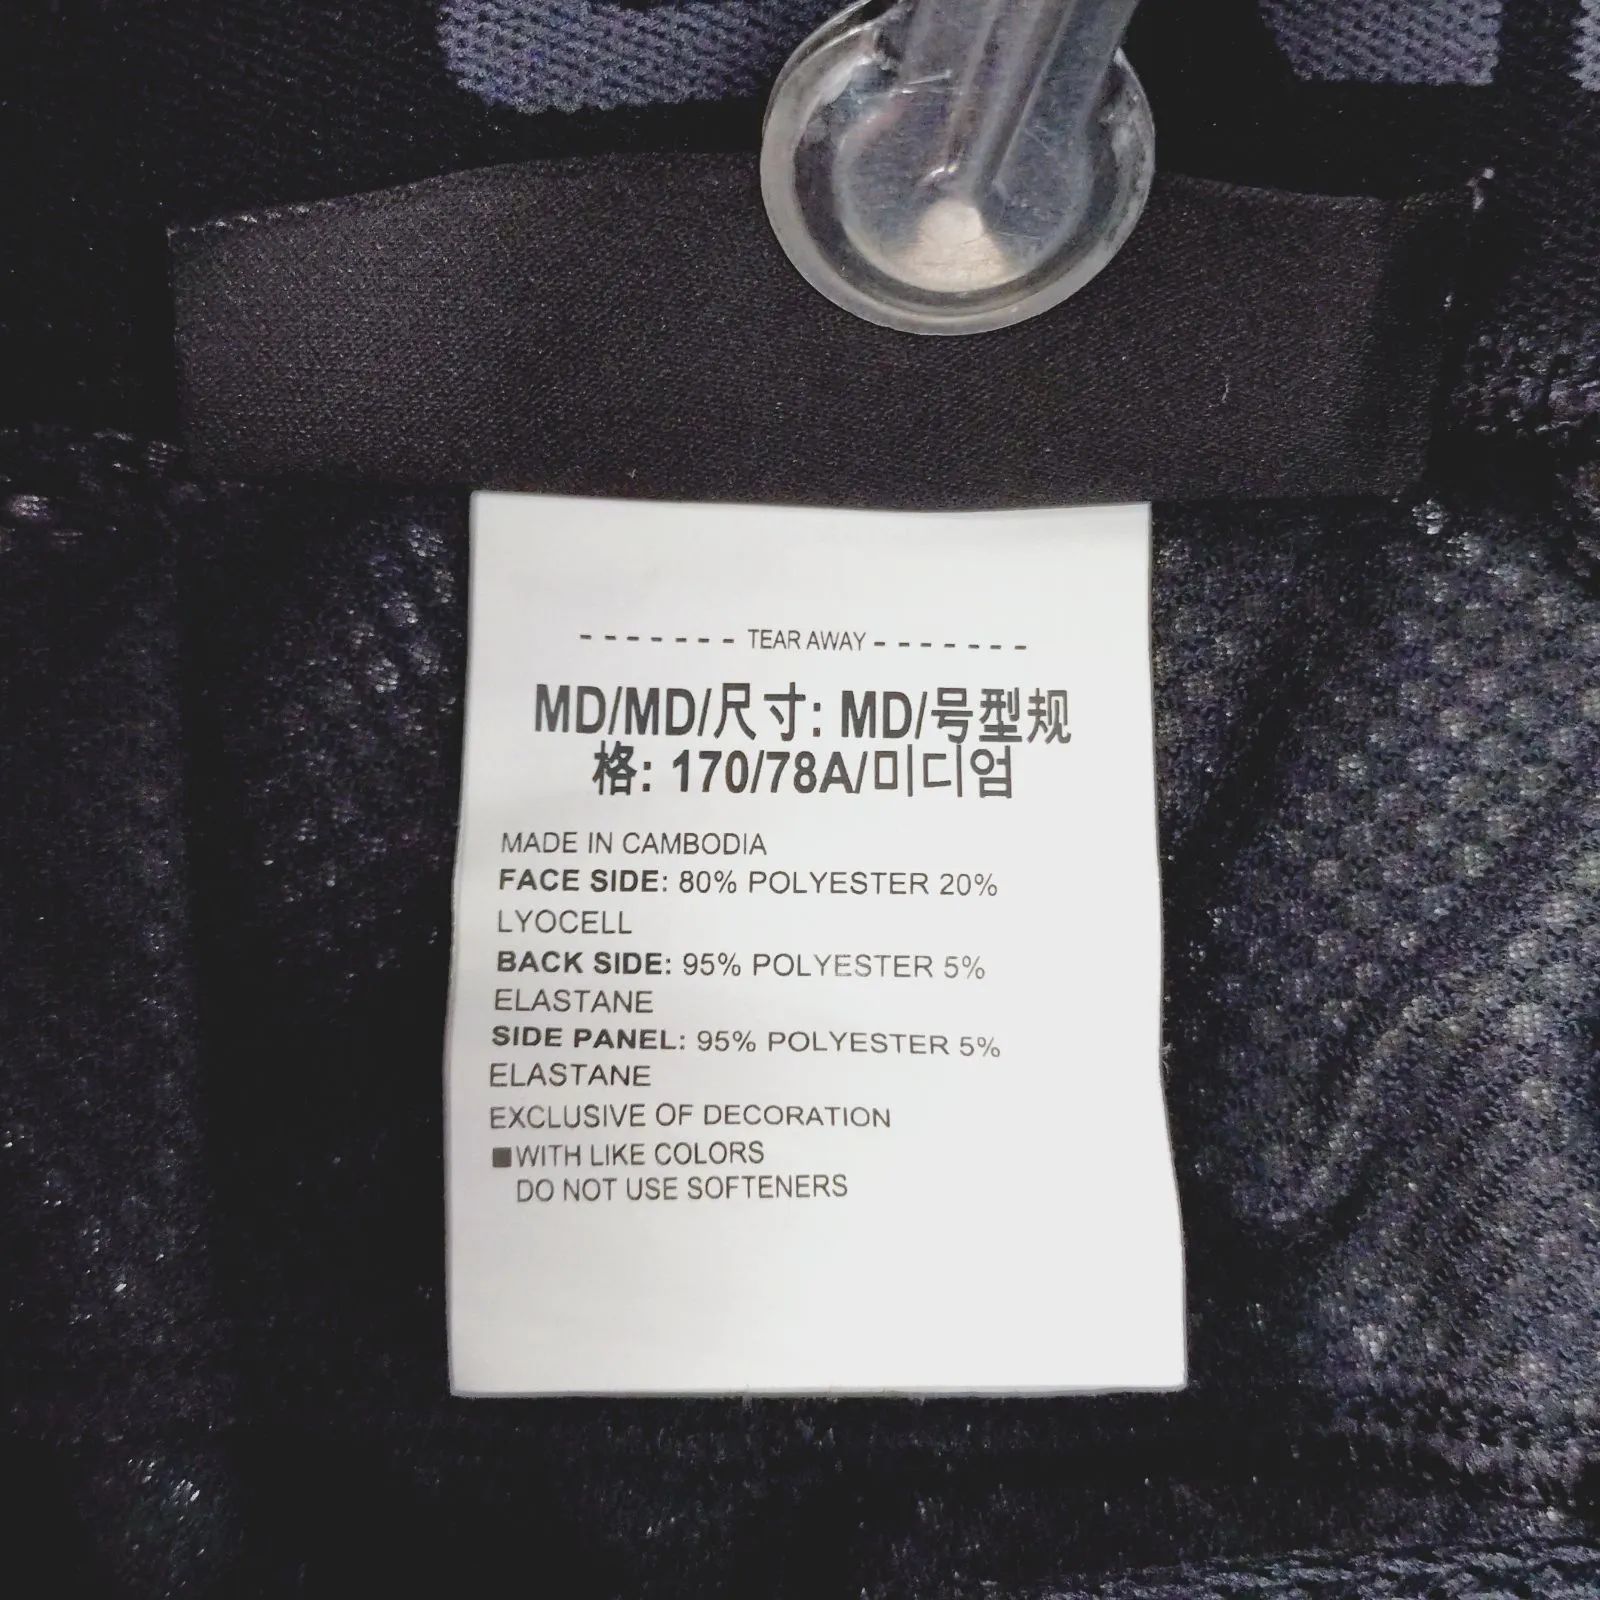 - - - - - - - TEAR AWAY - - - - - - -
MD/MD/尺寸: MD/号型规
格: 170/78A/미디엄
MADE IN CAMBODIA
FACE SIDE: 80% POLYESTER 20%
LYOCELL
BACK SIDE: 95% POLYESTER 5%
ELASTANE
SIDE PANEL: 95% POLYESTER 5%
ELASTANE
EXCLUSIVE OF DECORATION
■WITH LIKE COLORS
DO NOT USE SOFTENERS